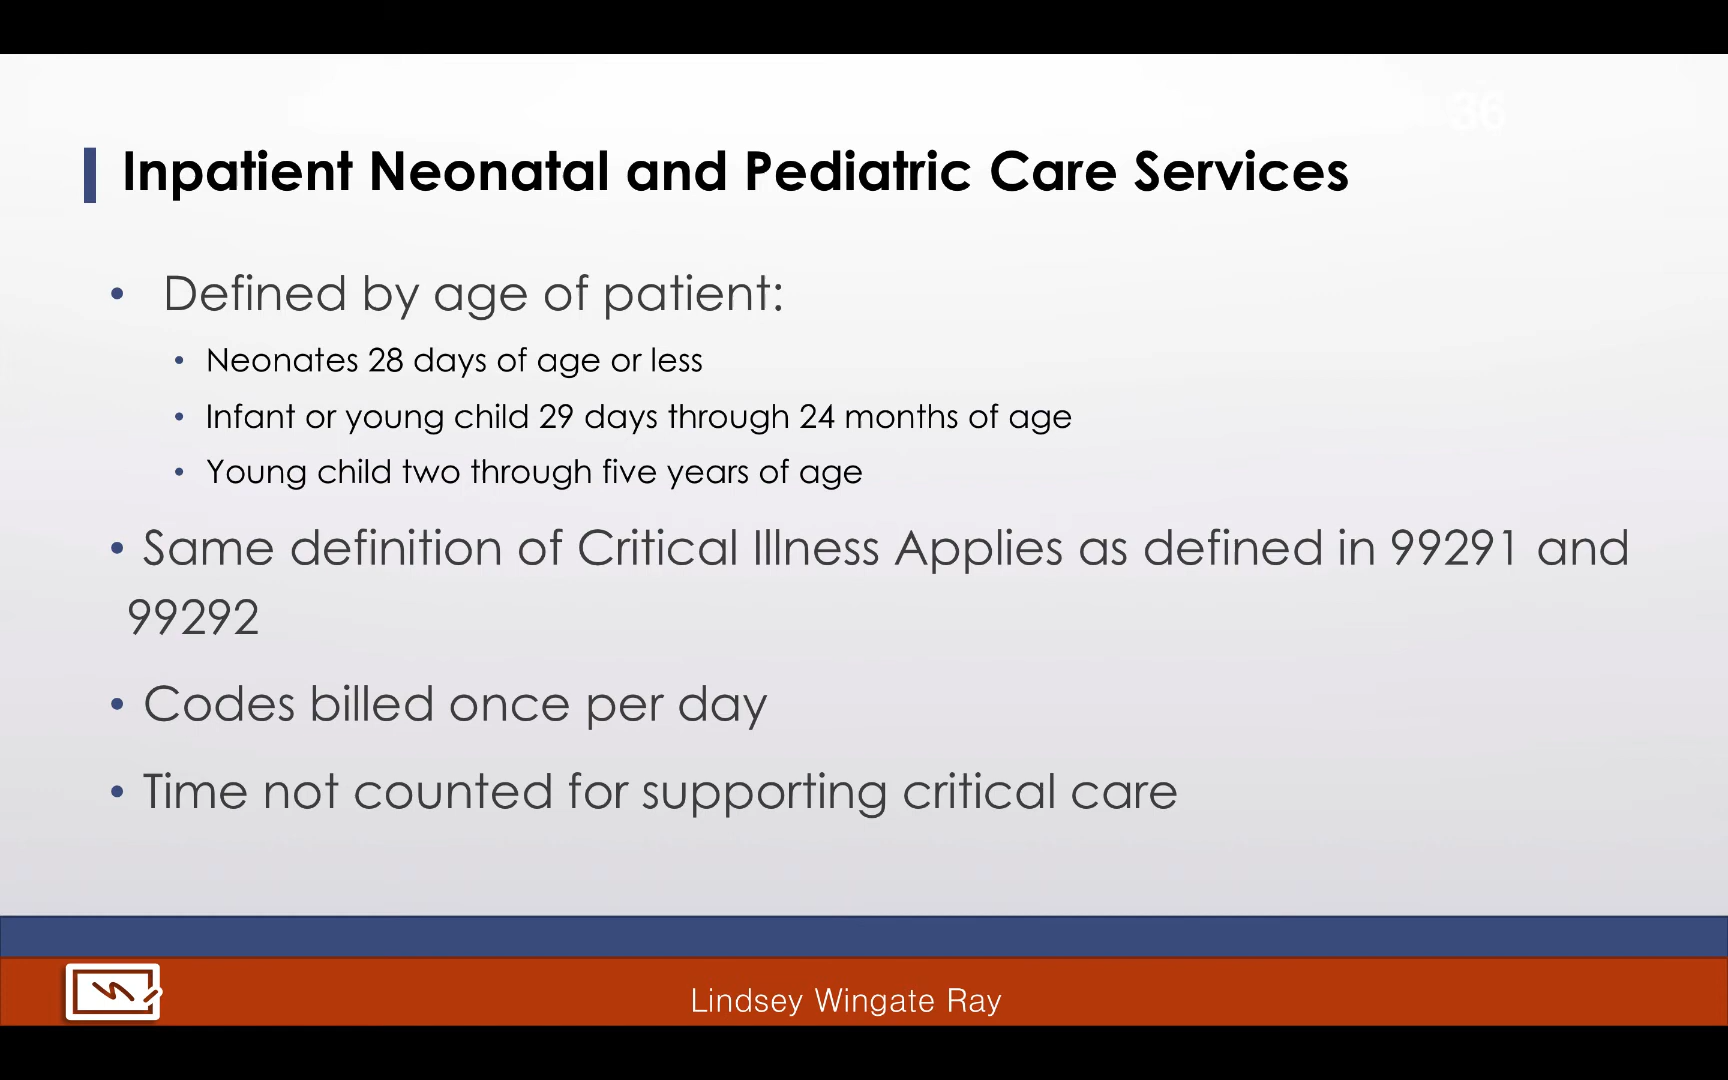 36
Inpatient Neonatal and Pediatric Care Services
• Defined by age of patient:
• Neonates 28 days of age or less
• Infant or young child 29 days through 24 months of age
• Young child two through five years of age
• Same definition of Critical Illness Applies as defined in 99291 and
99292
• Codes billed once per day
• Time not counted for supporting critical care
Lindsey Wingate Ray